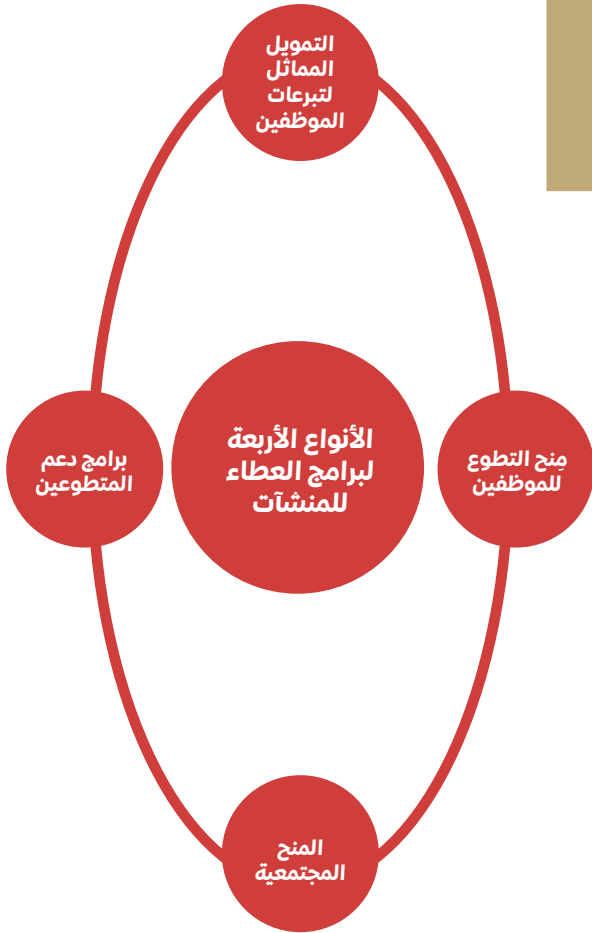 التمويل
المماثل
لتبرعات
الموظفين
الأنواع الأربعة
لبرامج العطاء
للمنشآت
مِنح التطوع
للموظفين
برامج دعم
المتطوعين
المنح
المجتمعية